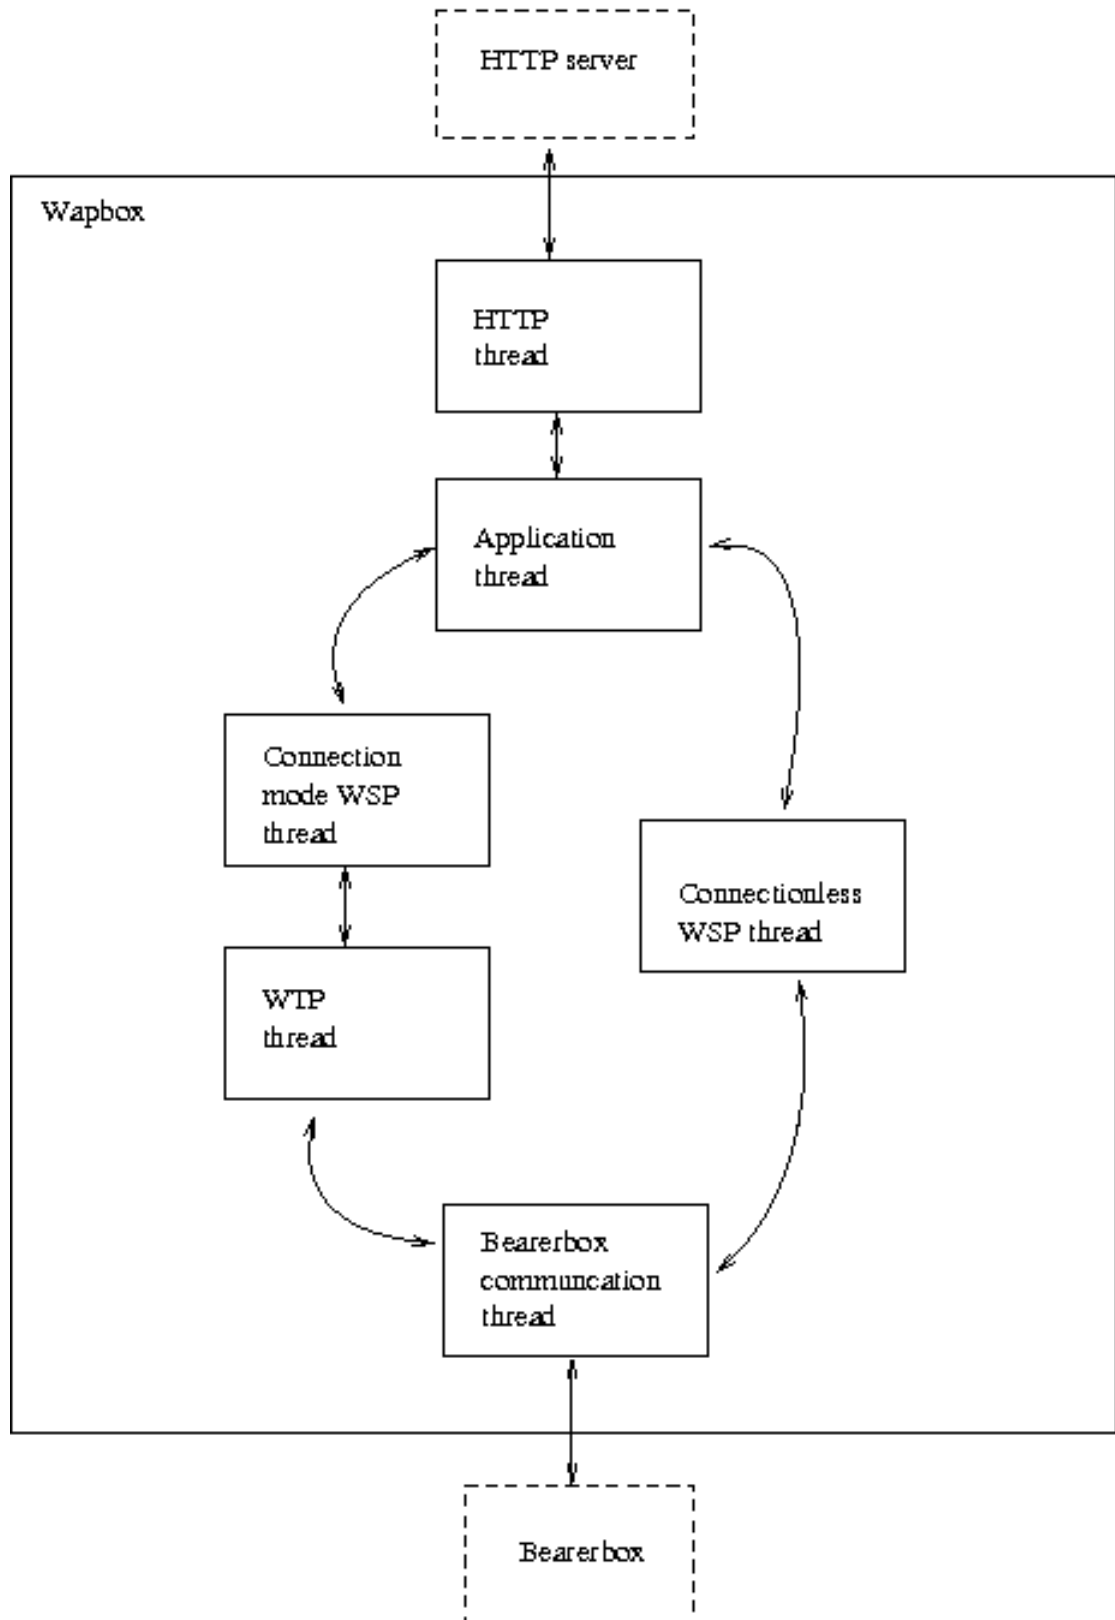 HTTP server
Wapbox
HTTP
thread
Application
thread
Connection
mode WSP
thread
Connectionless
WSP thread
WTP
thread
Bearerbox
communcation
thread
Bearerbox